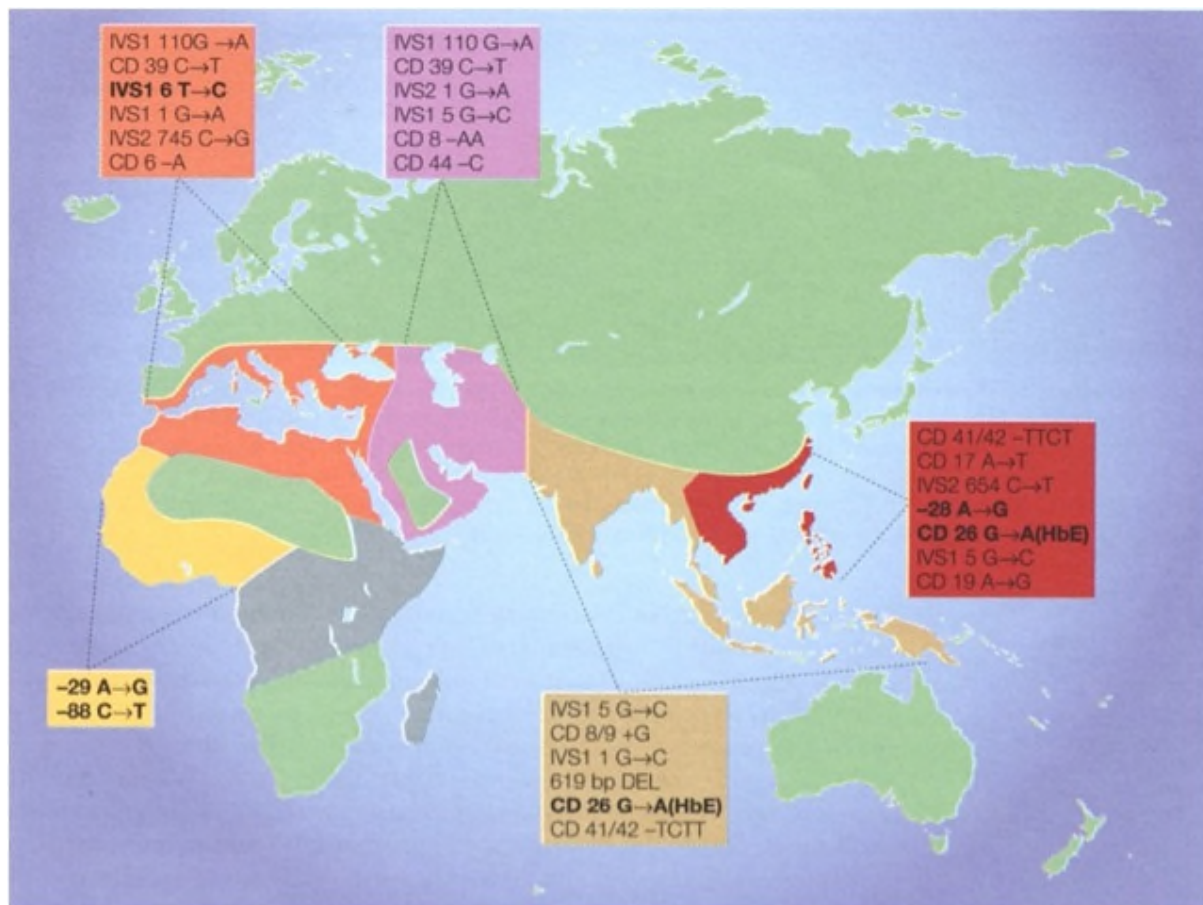 IVS1 110G →A
CD 39 C→T
IVS1 6 T→C
IVS1 1 G→A
IVS2 745 C→G
CD 6 –A
IVS1 110 G→A
CD 39 C→T
IVS2 1 G→A
IVS1 5 G→C
CD 8 –AA
CD 44 –C
CD 41/42 –TTCT
CD 17 A→T
IVS2 654 C→T
–28 A→G
CD 26 G→A(HbE)
IVS1 5 G→C
CD 19 A→G
–29 A→G
–88 C→T
IVS1 5 G→C
CD 8/9 +G
IVS1 1 G→C
619 bp DEL
CD 26 G→A(HbE)
CD 41/42 –TCTT